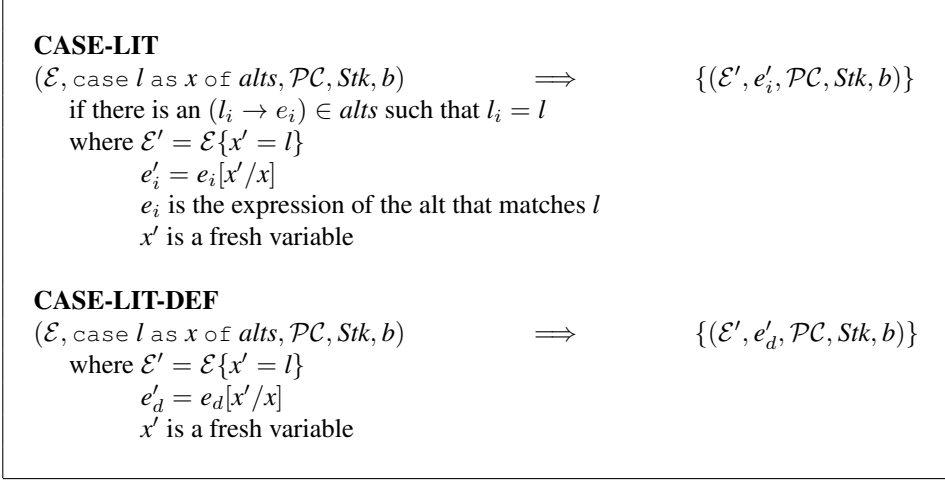 CASE-LIT
(ℰ, case l as x of alts, 𝒫𝒞, Stk, b) ⟹ {(ℰ′, e′ᵢ, 𝒫𝒞, Stk, b)}
if there is an (lᵢ → eᵢ) ∈ alts such that lᵢ = l
where ℰ′ = ℰ{x′ = l}
e′ᵢ = eᵢ[x′/x]
eᵢ is the expression of the alt that matches l
x′ is a fresh variable
CASE-LIT-DEF
(ℰ, case l as x of alts, 𝒫𝒞, Stk, b) ⟹ {(ℰ′, e′_d, 𝒫𝒞, Stk, b)}
where ℰ′ = ℰ{x′ = l}
e′_d = e_d[x′/x]
x′ is a fresh variable